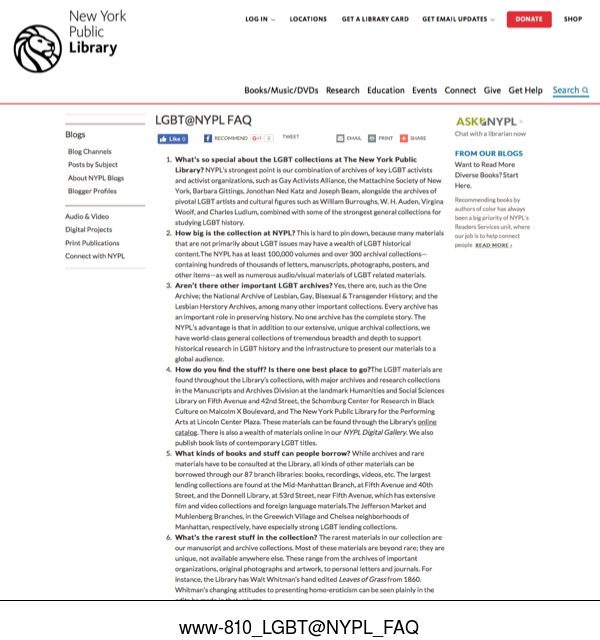 New York
Public
Library
LOG IN
LOCATIONS
GET A LIBRARY CARD
GET EMAIL UPDATES
DONATE
SHOP
Books/Music/DVDs Research Education Events Connect Give Get Help Search
Blogs
Blog Channels
Posts by Subject
About NYPL Blogs
Blogger Profiles
Audio & Video
Digital Projects
Print Publications
Connect with NYPL
LGBT@NYPL FAQ
Like 0 RECOMMEND G+1 3 TWEET EMAIL PRINT SHARE
1. What's so special about the LGBT collections at The New York Public
Library? NYPL's strongest point is our combination of archives of key LGBT activists
and activist organizations, such as Gay Activists Alliance, the Mattachine Society of New
York, Barbara Gittings, Jonothan Ned Katz and Joseph Beam, alongside the archives of
pivotal LGBT artists and cultural figures such as William Burroughs, W. H. Auden, Virgina
Woolf, and Charles Ludlum, combined with some of the strongest general collections for
studying LGBT history.
2. How big is the collection at NYPL? This is hard to pin down, because many materials
that are not primarily about LGBT issues may have a wealth of LGBT historical
content.The NYPL has at least 100,000 volumes and over 300 archival collections—
containing hundreds of thousands of letters, manuscripts, photographs, posters, and
other items—as well as numerous audio/visual materials of LGBT related materials.
3. Aren't there other important LGBT archives? Yes, there are, such as the One
Archive; the National Archive of Lesbian, Gay, Bisexual & Transgender History; and the
Lesbian Herstory Archives, among many other important collections. Every archive has
an important role in preserving history. No one archive has the complete story. The
NYPL's advantage is that in addition to our extensive, unique archival collections, we
have world-class general collections of tremendous breadth and depth to support
historical research in LGBT history and the infrastructure to present our materials to a
global audience.
4. How do you find the stuff? Is there one best place to go?The LGBT materials are
found throughout the Library's collections, with major archives and research collections
in the Manuscripts and Archives Division at the landmark Humanities and Social Sciences
Library on Fifth Avenue and 42nd Street, the Schomburg Center for Research in Black
Culture on Malcolm X Boulevard, and The New York Public Library for the Performing
Arts at Lincoln Center Plaza. These materials can be found through the Library's online
catalog. There is also a wealth of materials online in our NYPL Digital Gallery. We also
publish book lists of contemporary LGBT titles.
5. What kinds of books and stuff can people borrow? While archives and rare
materials have to be consulted at the Library, all kinds of other materials can be
borrowed through our 87 branch libraries: books, recordings, videos, etc. The largest
lending collections are found at the Mid-Manhattan Branch, at Fifth Avenue and 40th
Street, and the Donnell Library, at 53rd Street, near Fifth Avenue, which has extensive
film and video collections and foreign language materials.The Jefferson Market and
Muhlenberg Branches, in the Greenwich Village and Chelsea neighborhoods of
Manhattan, respectively, have especially strong LGBT lending collections.
6. What's the rarest stuff in the collection? The rarest materials in our collection are
our manuscript and archive collections. Most of these materials are beyond rare; they are
unique, not available anywhere else. These range from the archives of important
organizations, original photographs and artwork, to personal letters and journals. For
instance, the Library has Walt Whitman's hand edited Leaves of Grass from 1860.
Whitman's changing attitudes to presenting homo-eroticism can be seen plainly in the
ASK NYPL >
Chat with a librarian now
FROM OUR BLOGS
Want to Read More
Diverse Books? Start
Here.
Recommending books by
authors of color has always
been a big priority of NYPL's
Readers Services unit, where
our job is to help connect
people READ MORE ›
www-810_LGBT@NYPL_FAQ